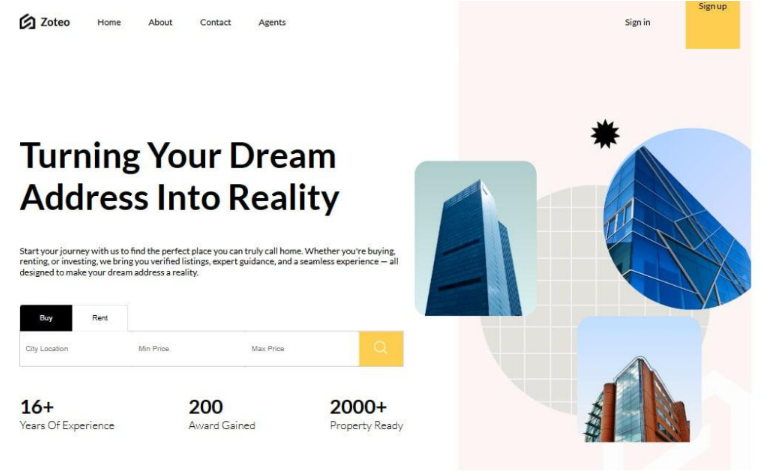 Zoteo
Home
About
Contact
Agents
Sign in
Sign up
Turning Your Dream
Address Into Reality
Start your journey with us to find the perfect place you can truly call home. Whether you're buying,
renting, or investing, we bring you verified listings, expert guidance, and a seamless experience — all
designed to make your dream address a reality.
Buy
Rent
City Location
Min Price
Max Price
16+
Years Of Experience
200
Award Gained
2000+
Property Ready